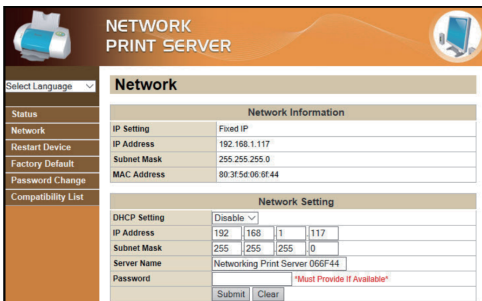 NETWORK
PRINT SERVER
Select Language
Network
Status
Network
Restart Device
Factory Default
Password Change
Compatibility List
Network Information
IP Setting Fixed IP
IP Address 192.168.1.117
Subnet Mask 255.255.255.0
MAC Address 80:3f:5d:06:6f:44
Network Setting
DHCP Setting Disable
IP Address 192 .168 .1 .117
Subnet Mask 255 .255 .255 .0
Server Name Networking Print Server 066F44
Password *Must Provide If Available*
Submit Clear